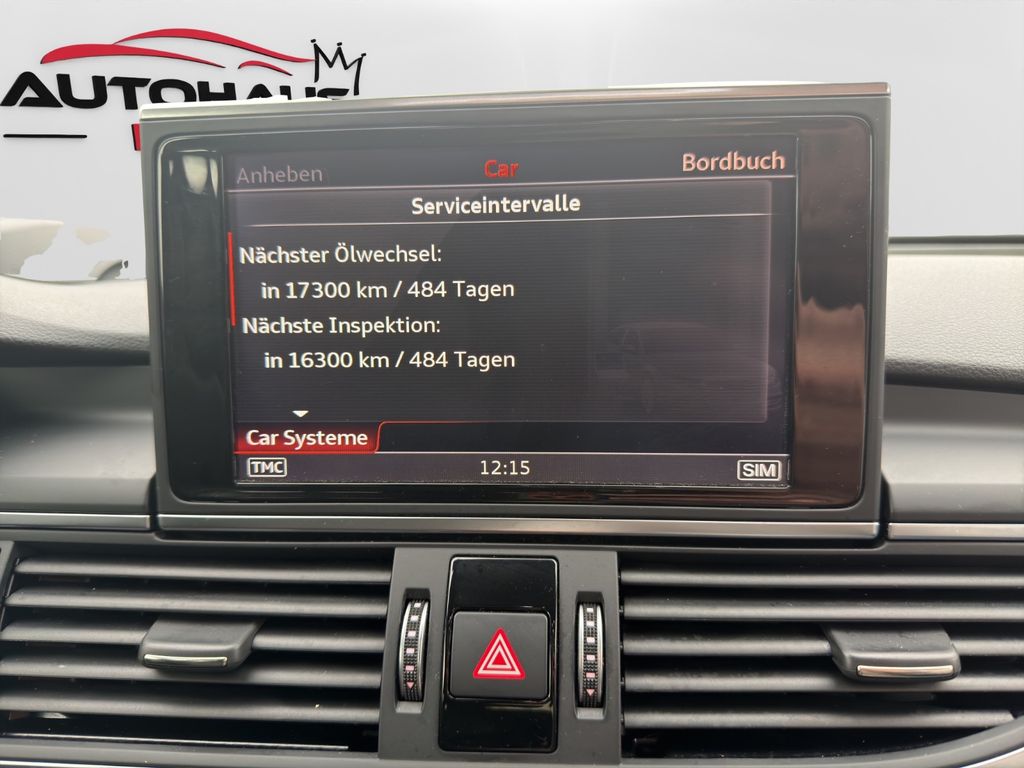 AUTOHAUS
Anheben Car Bordbuch
Serviceintervalle
Nächster Ölwechsel:
in 17300 km / 484 Tagen
Nächste Inspektion:
in 16300 km / 484 Tagen
Car Systeme
TMC 12:15 SIM